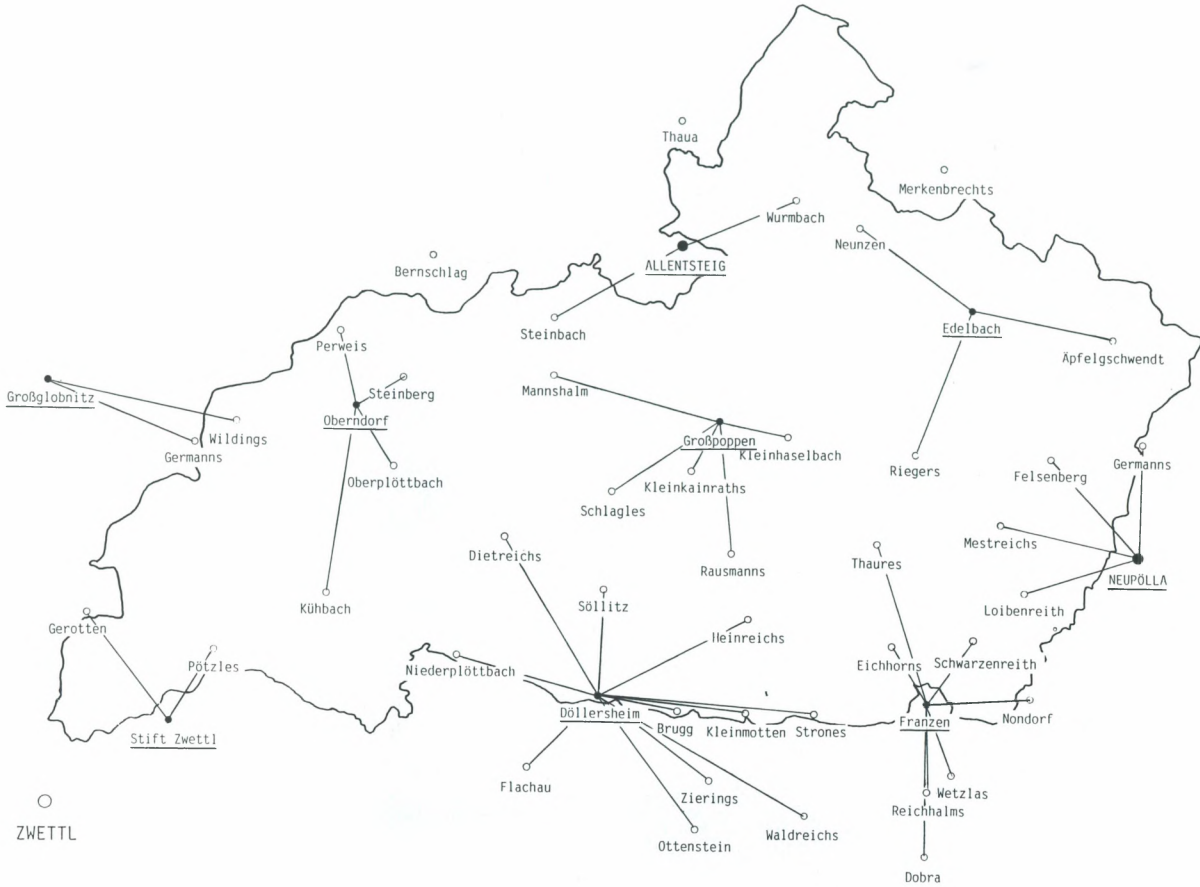 Thaua
Merkenbrechts
Wurmbach
Neunzen
Bernschlag
ALLENTSTEIG
Steinbach
Edelbach
Perweis
Äpfelgschwendt
Großglobnitz
Steinberg
Mannshalm
Oberndorf
Wildings
Großpoppen
Kleinhaselbach
Germanns
Germanns
Riegers
Felsenberg
Oberplöttbach
Kleinkainraths
Schlagles
Mestreichs
Dietreichs
Rausmanns
Thaures
NEUPÖLLA
Kühbach
Söllitz
Loibenreith
Gerotten
Heinreichs
Pötzles
Niederplöttbach
Eichhorns
Schwarzenreith
Stift Zwettl
Döllersheim
Brugg
Kleinmotten
Strones
Franzen
Nondorf
Flachau
Zierings
Wetzlas
Reichhalms
ZWETTL
Ottenstein
Waldreichs
Dobra